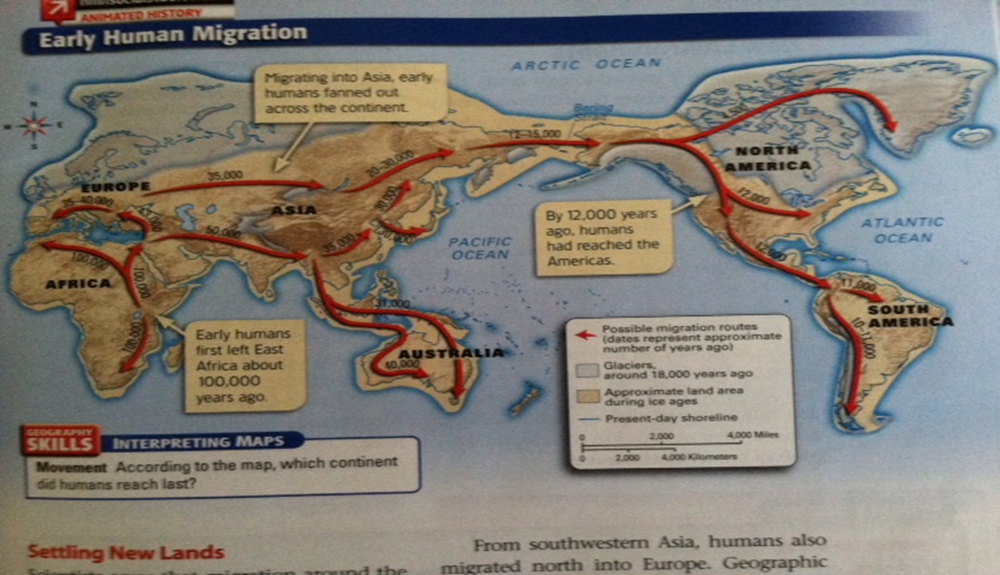 ANIMATED HISTORY
Early Human Migration
ARCTIC OCEAN
Migrating into Asia, early
humans fanned out
across the continent.
N
E
S
Bering
Strait
12–15,000
4,500
NORTH
AMERICA
20–30,000
35,000
EUROPE
35–40,000
43,000
ASIA
30,000
12,000
50,000
35,000
30,000
PACIFIC
OCEAN
By 12,000 years
ago, humans
had reached the
Americas.
ATLANTIC
OCEAN
12,000
100,000
AFRICA
100,000
31,000
11,000
SOUTH
AMERICA
10–11,000
100,000
Early humans
first left East
Africa about
100,000
years ago.
AUSTRALIA
40,000
Possible migration routes
(dates represent approximate
number of years ago)
Glaciers,
around 18,000 years ago
Approximate land area
during ice ages
Present-day shoreline
0 2,000 4,000 Miles
0 2,000 4,000 Kilometers
GEOGRAPHY
SKILLS
INTERPRETING MAPS
Movement According to the map, which continent
did humans reach last?
Settling New Lands
From southwestern Asia, humans also
migrated north into Europe. Geographic
that migration around the